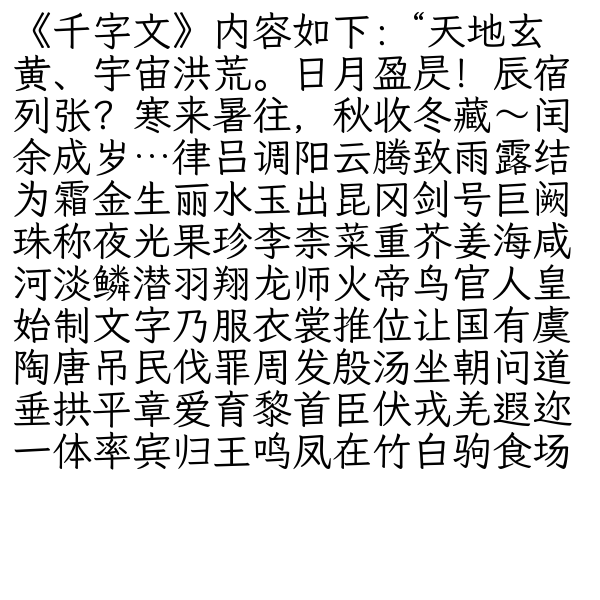 《千字文》内容如下：“天地玄
黄、宇宙洪荒。日月盈昃！辰宿
列张？寒来暑往，秋收冬藏～闰
余成岁…律吕调阳云腾致雨露结
为霜金生丽水玉出昆冈剑号巨阙
珠称夜光果珍李柰菜重芥姜海咸
河淡鳞潜羽翔龙师火帝鸟官人皇
始制文字乃服衣裳推位让国有虞
陶唐吊民伐罪周发殷汤坐朝问道
垂拱平章爱育黎首臣伏戎羌遐迩
一体率宾归王鸣凤在竹白驹食场